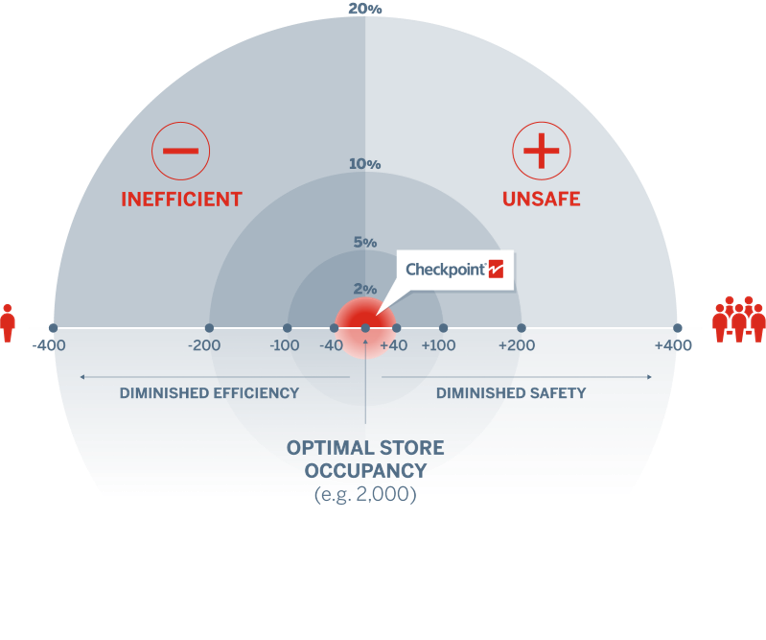 20%
10%
INEFFICIENT
UNSAFE
5%
Checkpoint
2%
-400 -200 -100 -40 +40 +100 +200 +400
DIMINISHED EFFICIENCY DIMINISHED SAFETY
OPTIMAL STORE
OCCUPANCY
(e.g. 2,000)